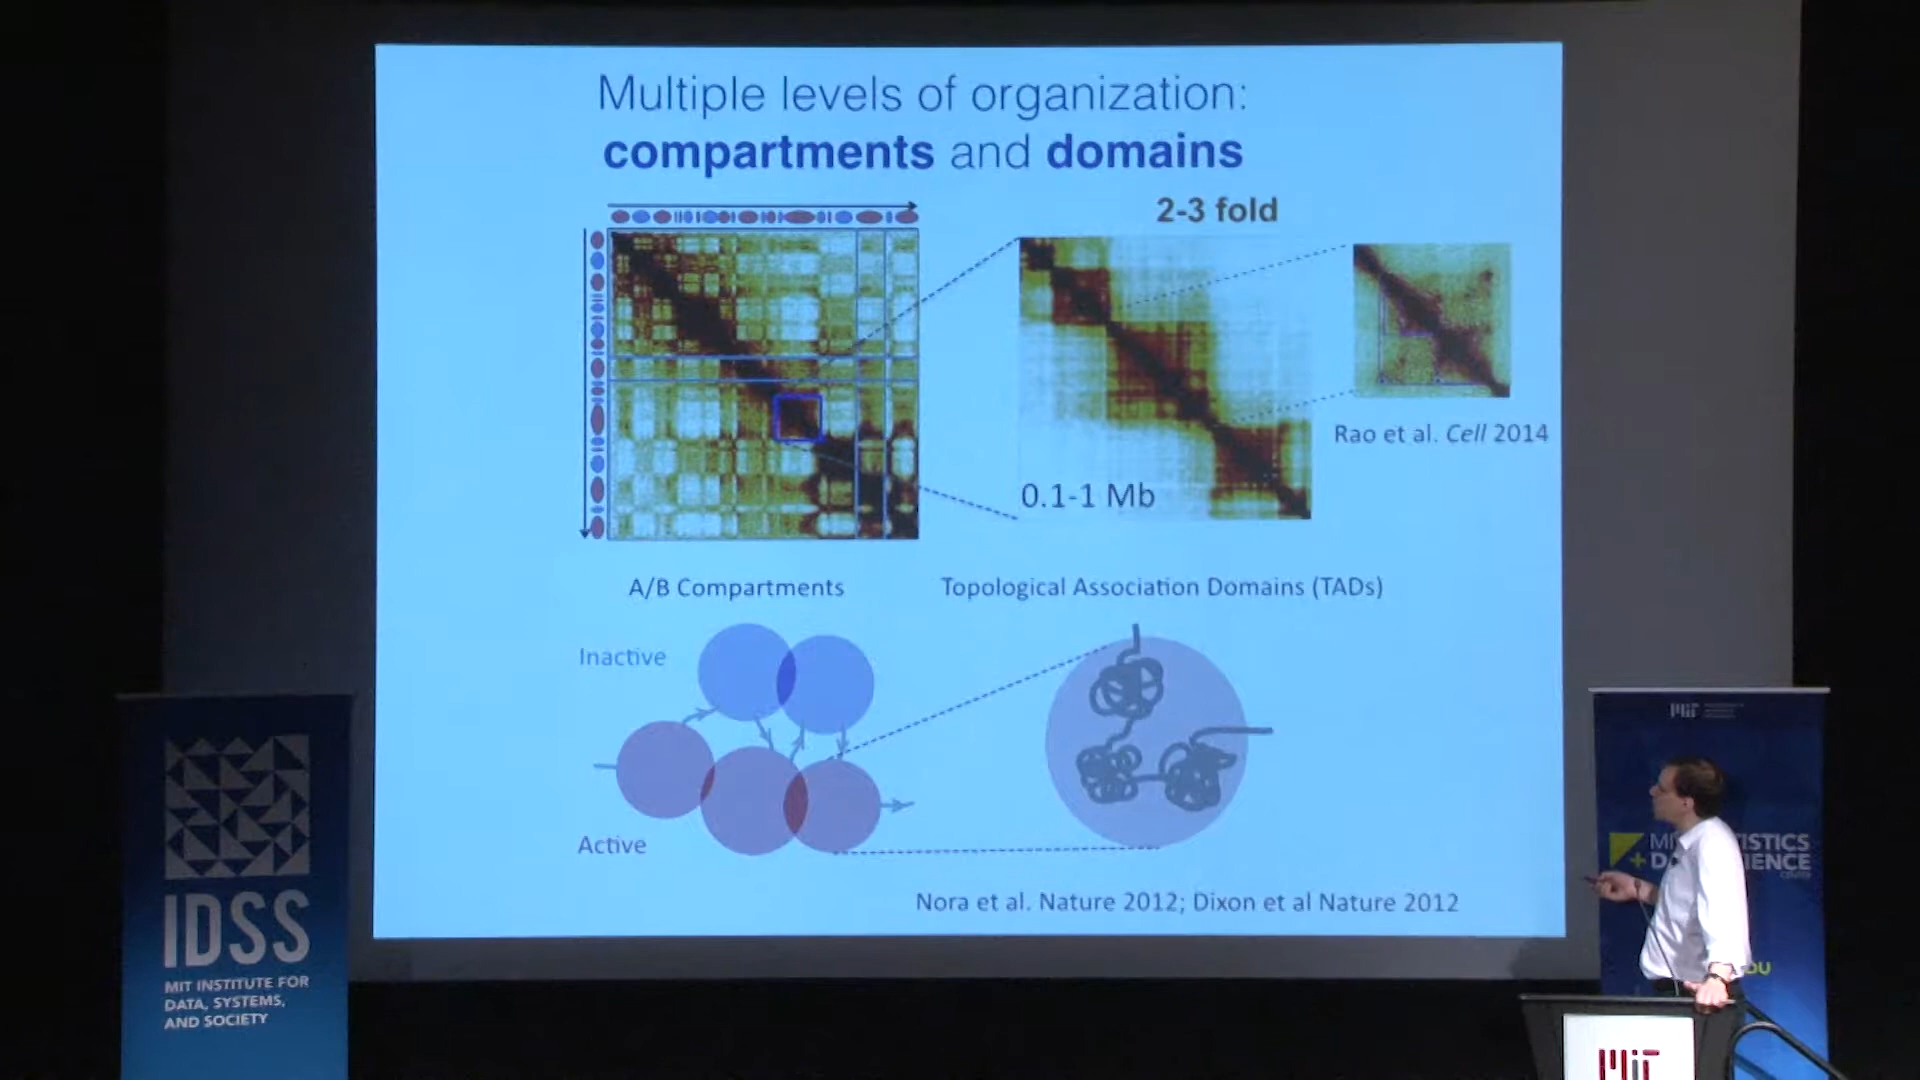 Multiple levels of organization:
compartments and domains
2-3 fold
Rao et al. Cell 2014
0.1-1 Mb
A/B Compartments
Topological Association Domains (TADs)
Inactive
Active
Nora et al. Nature 2012; Dixon et al Nature 2012
IDSS
MIT INSTITUTE FOR
DATA, SYSTEMS,
AND SOCIETY
MIT